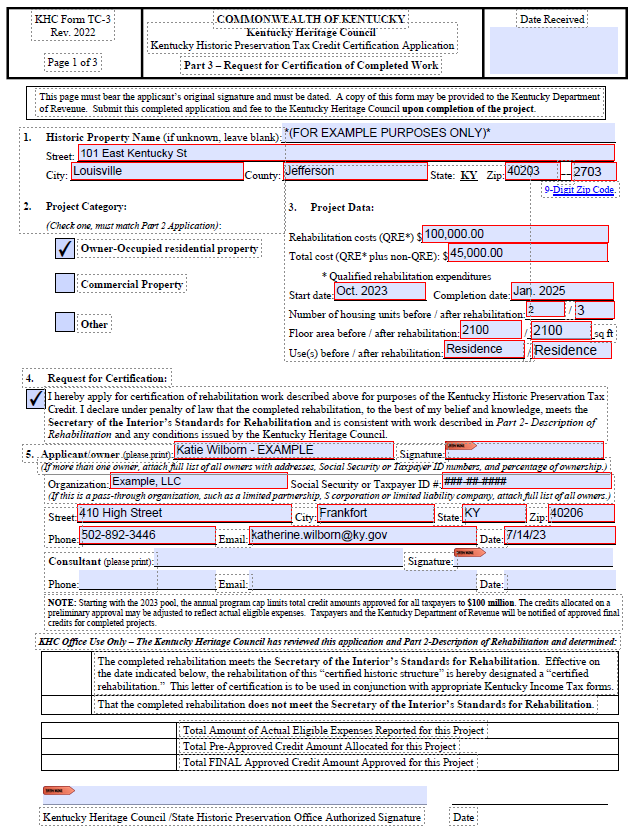 KHC Form TC-3
Rev. 2022
Page 1 of 3
COMMONWEALTH OF KENTUCKY
Kentucky Heritage Council
Kentucky Historic Preservation Tax Credit Certification Application
Part 3 – Request for Certification of Completed Work
Date Received
This page must bear the applicant's original signature and must be dated. A copy of this form may be provided to the Kentucky Department
of Revenue. Submit this completed application and fee to the Kentucky Heritage Council upon completion of the project.
1. Historic Property Name (if unknown, leave blank): *(FOR EXAMPLE PURPOSES ONLY)*
Street: 101 East Kentucky St
City: Louisville County: Jefferson State: KY Zip: 40203 -- 2703
9-Digit Zip Code.
2. Project Category:
(Check one, must match Part 2 Application):
Owner-Occupied residential property
Commercial Property
Other
3. Project Data:
Rehabilitation costs (QRE*) $ 100,000.00
Total cost (QRE* plus non-QRE): $ 45,000.00
* Qualified rehabilitation expenditures
Start date: Oct. 2023 Completion date: Jan. 2025
Number of housing units before / after rehabilitation: 2 / 3
Floor area before / after rehabilitation: 2100 / 2100 sq ft
Use(s) before / after rehabilitation: Residence / Residence
4. Request for Certification:
I hereby apply for certification of rehabilitation work described above for purposes of the Kentucky Historic Preservation Tax
Credit. I declare under penalty of law that the completed rehabilitation, to the best of my belief and knowledge, meets the
Secretary of the Interior's Standards for Rehabilitation and is consistent with work described in Part 2- Description of
Rehabilitation and any conditions issued by the Kentucky Heritage Council.
5. Applicant/owner (please print): Katie Wilborn - EXAMPLE Signature:
(If more than one owner, attach full list of all owners with addresses, Social Security or Taxpayer ID numbers, and percentage of ownership.)
Organization: Example, LLC Social Security or Taxpayer ID #: ###-##-####
(If this is a pass-through organization, such as a limited partnership, S corporation or limited liability company, attach full list of all owners.)
Street: 410 High Street City: Frankfort State: KY Zip: 40206
Phone: 502-892-3446 Email: katherine.wilborn@ky.gov Date: 7/14/23
Consultant (please print): Signature:
Phone: Email: Date:
NOTE: Starting with the 2023 pool, the annual program cap limits total credit amounts approved for all taxpayers to $100 million. The credits allocated on a
preliminary approval may be adjusted to reflect actual eligible expenses. Taxpayers and the Kentucky Department of Revenue will be notified of approved final
credits for completed projects.
KHC Office Use Only – The Kentucky Heritage Council has reviewed this application and Part 2-Description of Rehabilitation and determined:
The completed rehabilitation meets the Secretary of the Interior's Standards for Rehabilitation. Effective on
the date indicated below, the rehabilitation of this "certified historic structure" is hereby designated a "certified
rehabilitation." This letter of certification is to be used in conjunction with appropriate Kentucky Income Tax forms.
That the completed rehabilitation does not meet the Secretary of the Interior's Standards for Rehabilitation.
Total Amount of Actual Eligible Expenses Reported for this Project
Total Pre-Approved Credit Amount Allocated for this Project
Total FINAL Approved Credit Amount Approved for this Project
Kentucky Heritage Council /State Historic Preservation Office Authorized Signature Date